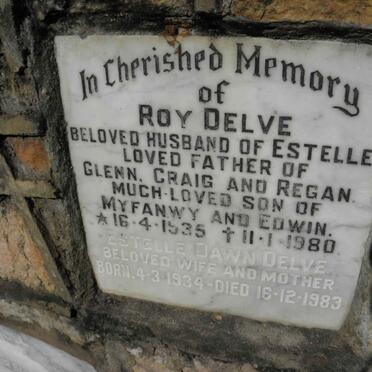 In Cherished Memory
of
ROY DELVE
BELOVED HUSBAND OF ESTELLE
LOVED FATHER OF
GLENN, CRAIG AND REGAN
MUCH-LOVED SON OF
MYFANWY AND EDWIN.
* 16-4-1935 † 11-1-1980
ESTELLE DAWN DELVE
BELOVED WIFE AND MOTHER
BORN 4-3-1934-DIED 16-12-1983